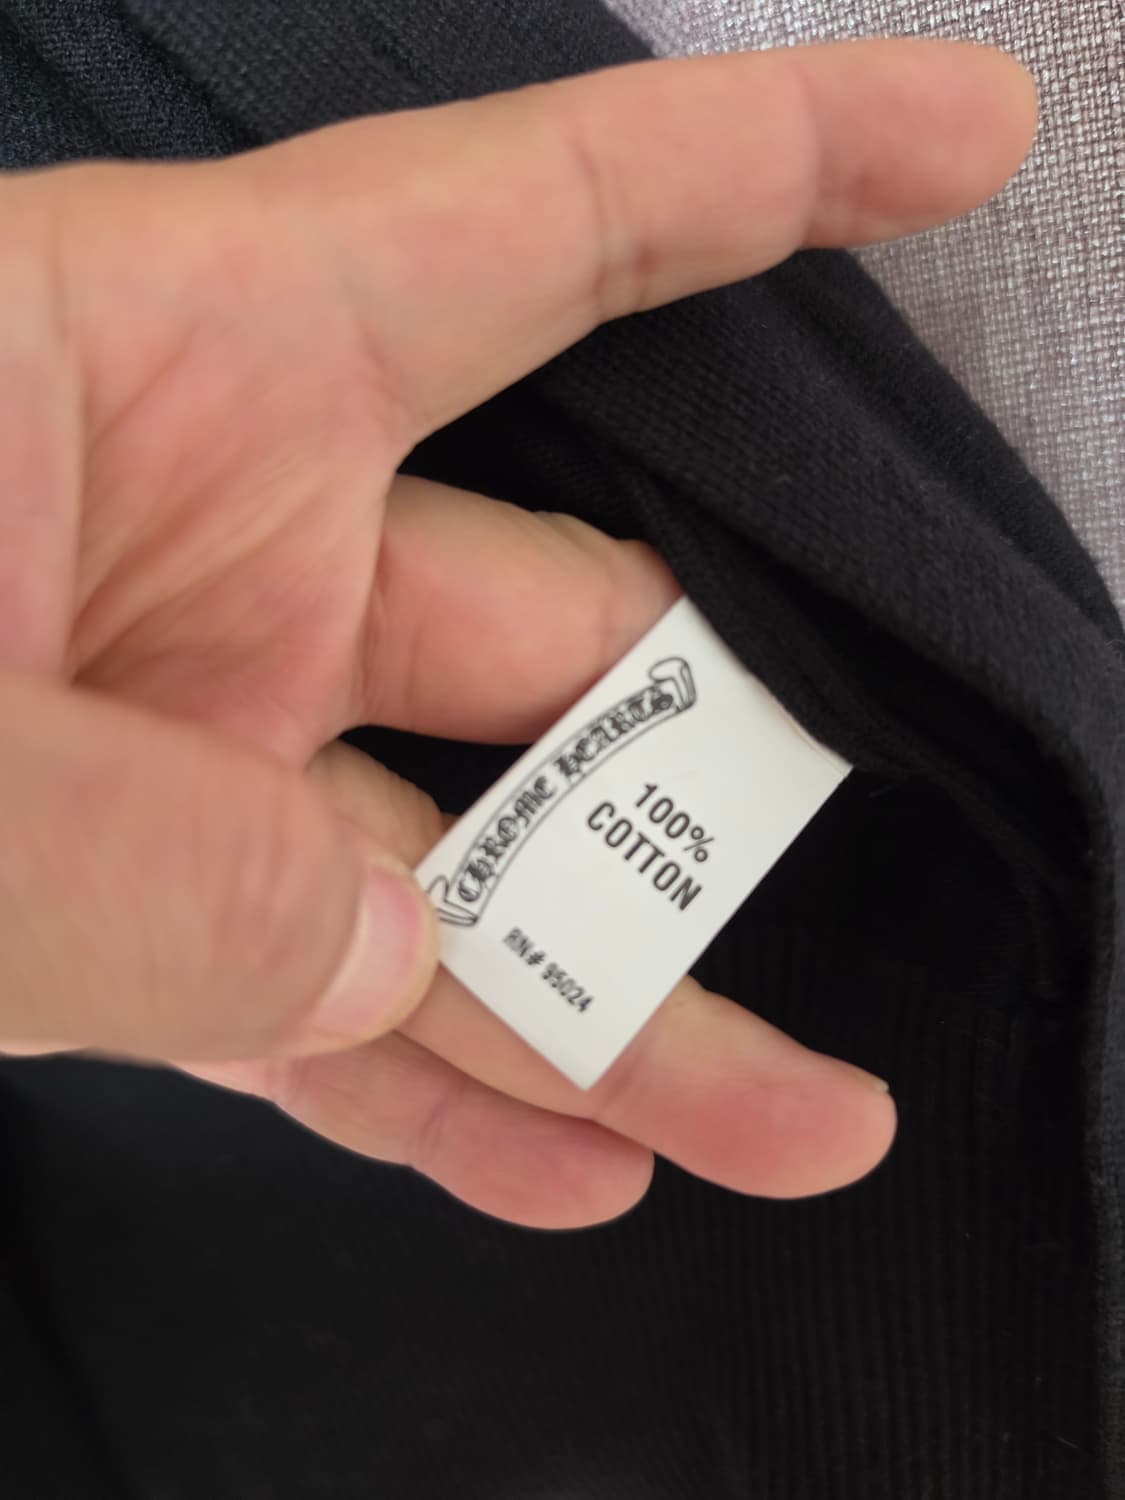 CHROME HEARTS
100%
COTTON
RN# 95024